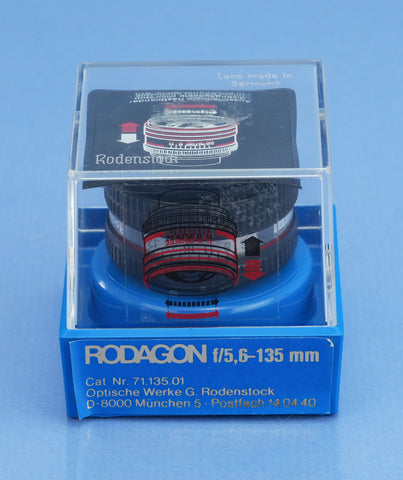 Lens made in
Germany
Rodenstock
RODAGON f/5,6-135 mm
Cat Nr. 71.135.01
Optische Werke G. Rodenstock
D-8000 München 5 · Postfach 14 04 40